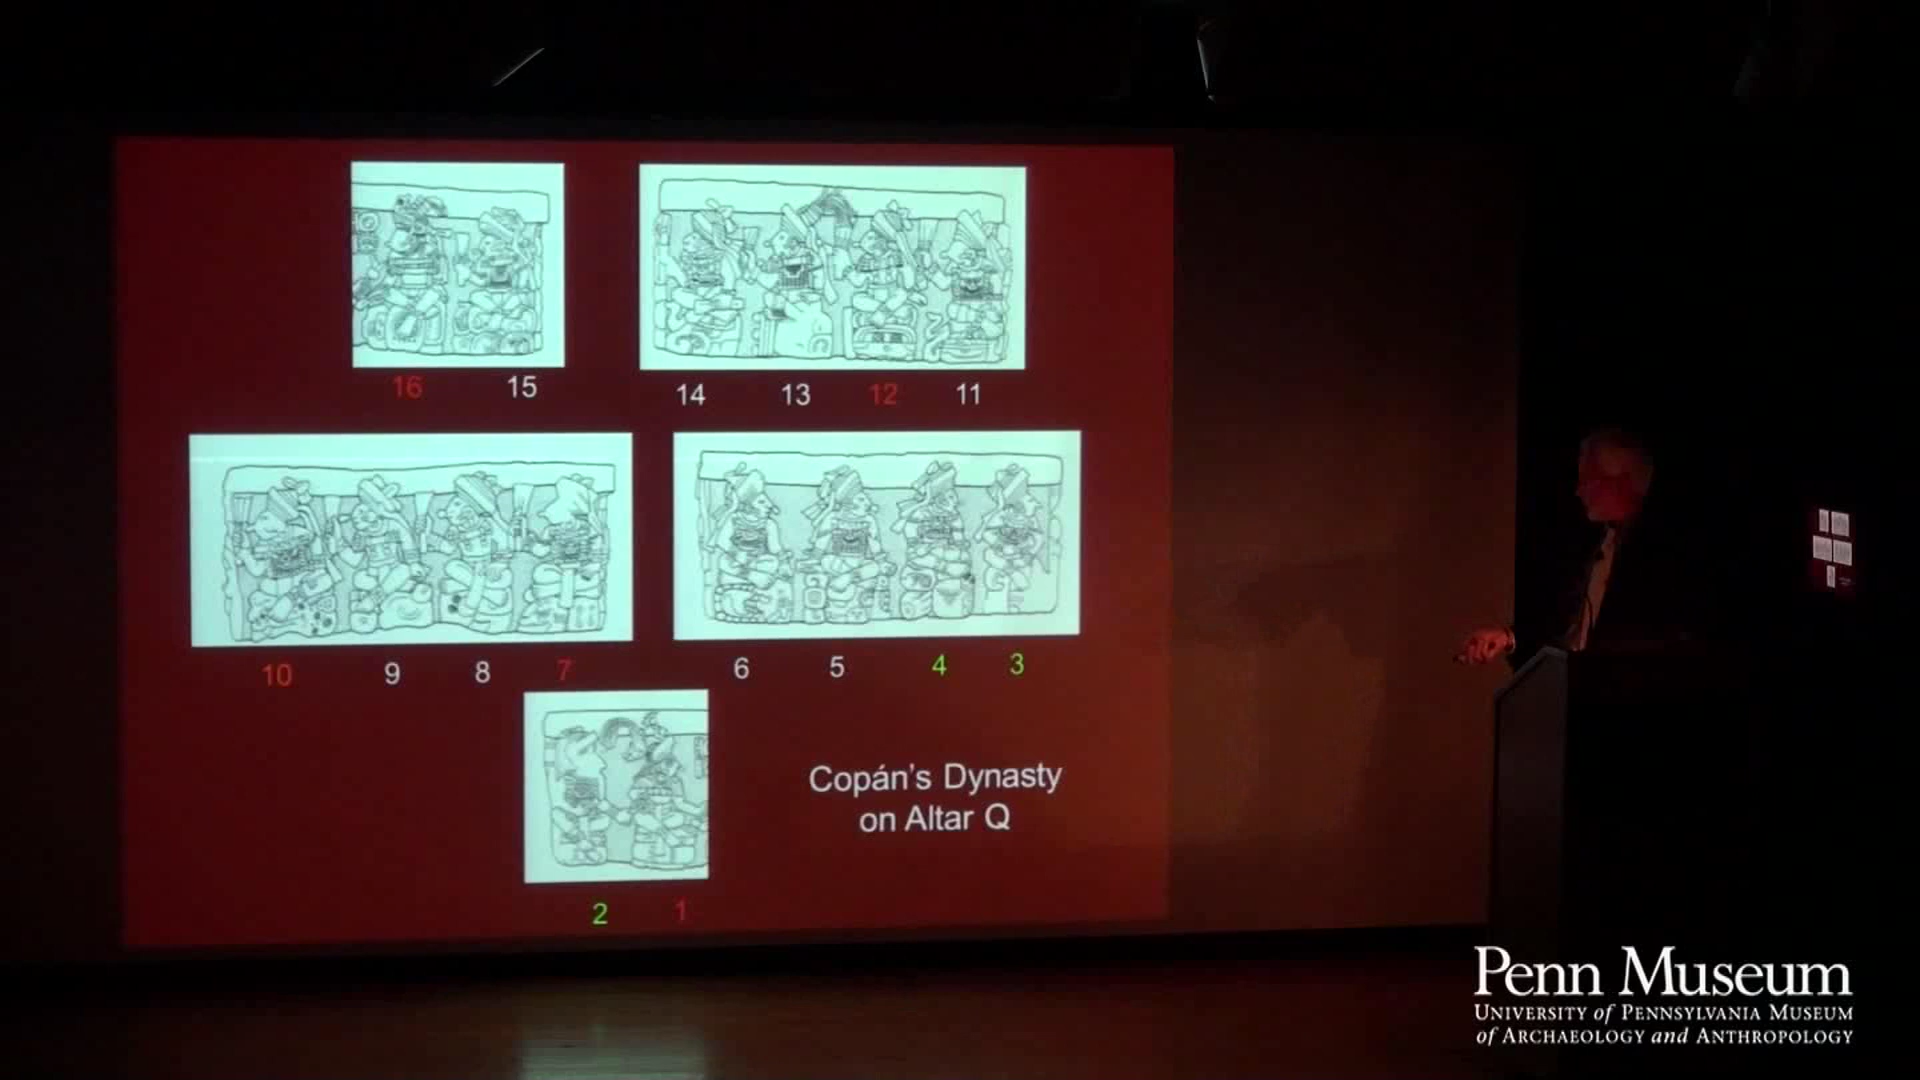 16 15
14 13 12 11
10 9 8 7
6 5 4 3
2 1
Copán's Dynasty
on Altar Q
Penn Museum
UNIVERSITY of PENNSYLVANIA MUSEUM
of ARCHAEOLOGY and ANTHROPOLOGY